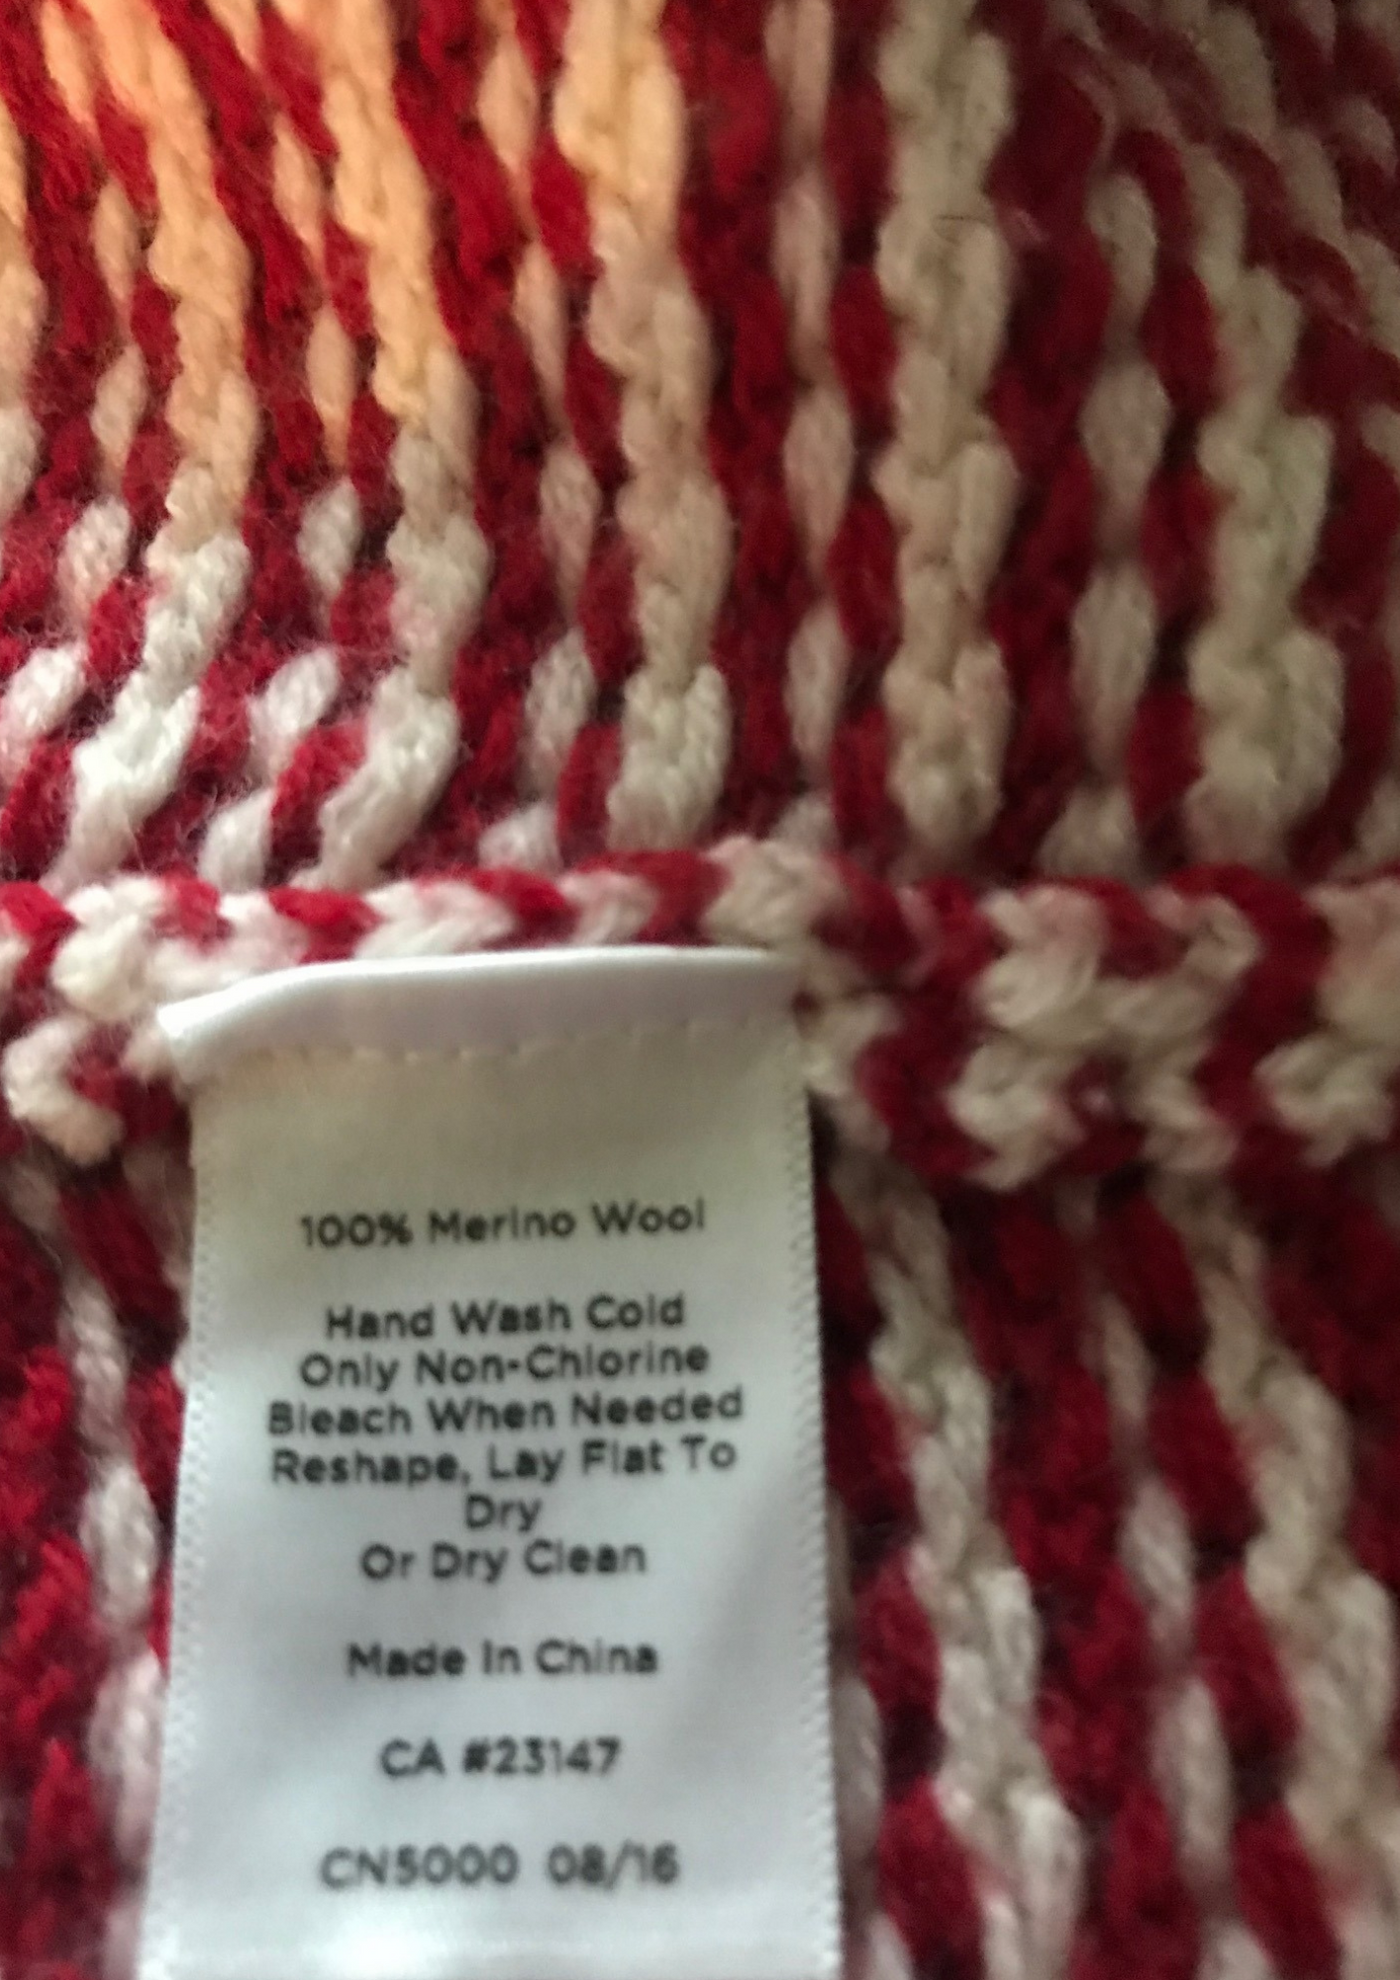 100% Merino Wool
Hand Wash Cold
Only Non-Chlorine
Bleach When Needed
Reshape, Lay Flat To
Dry
Or Dry Clean
Made In China
CA #23147
CN5000 08/16